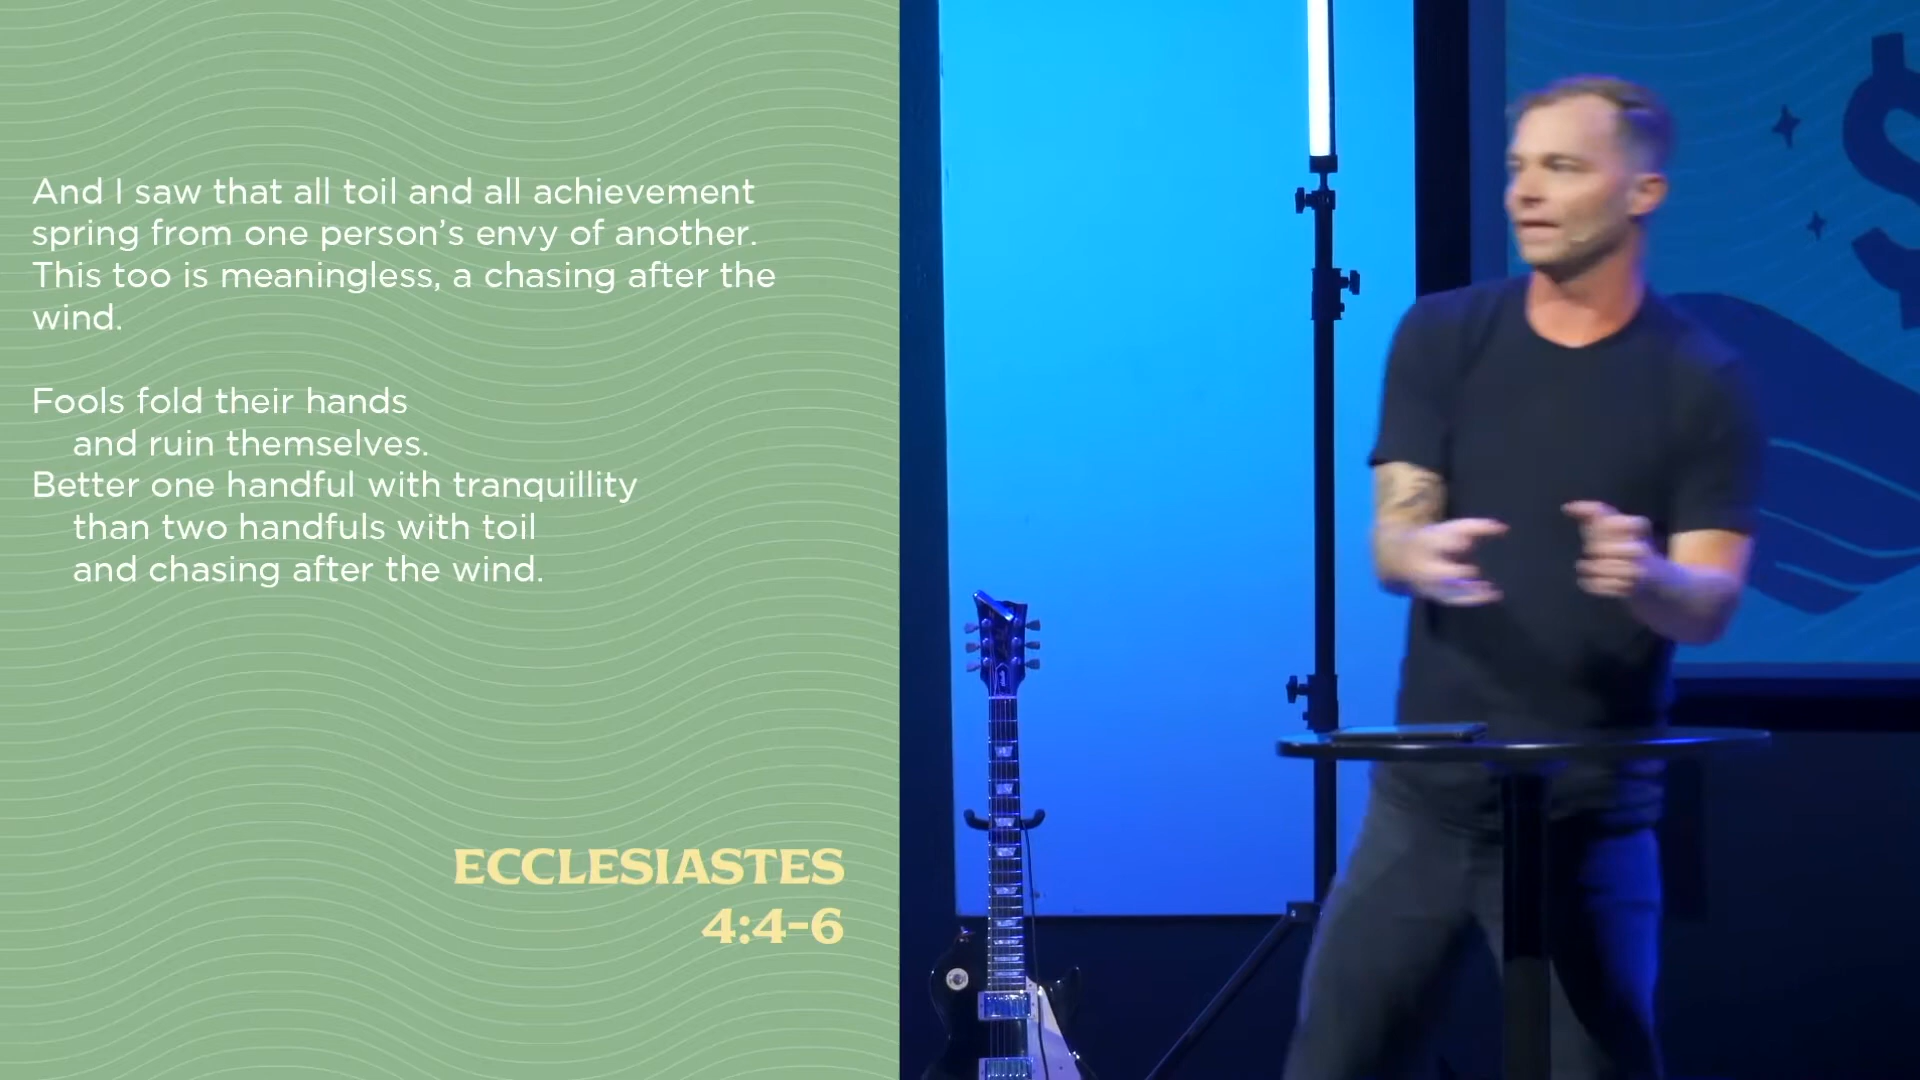 And I saw that all toil and all achievement
spring from one person’s envy of another.
This too is meaningless, a chasing after the
wind.
Fools fold their hands
and ruin themselves.
Better one handful with tranquillity
than two handfuls with toil
and chasing after the wind.
ECCLESIASTES
4:4-6
$